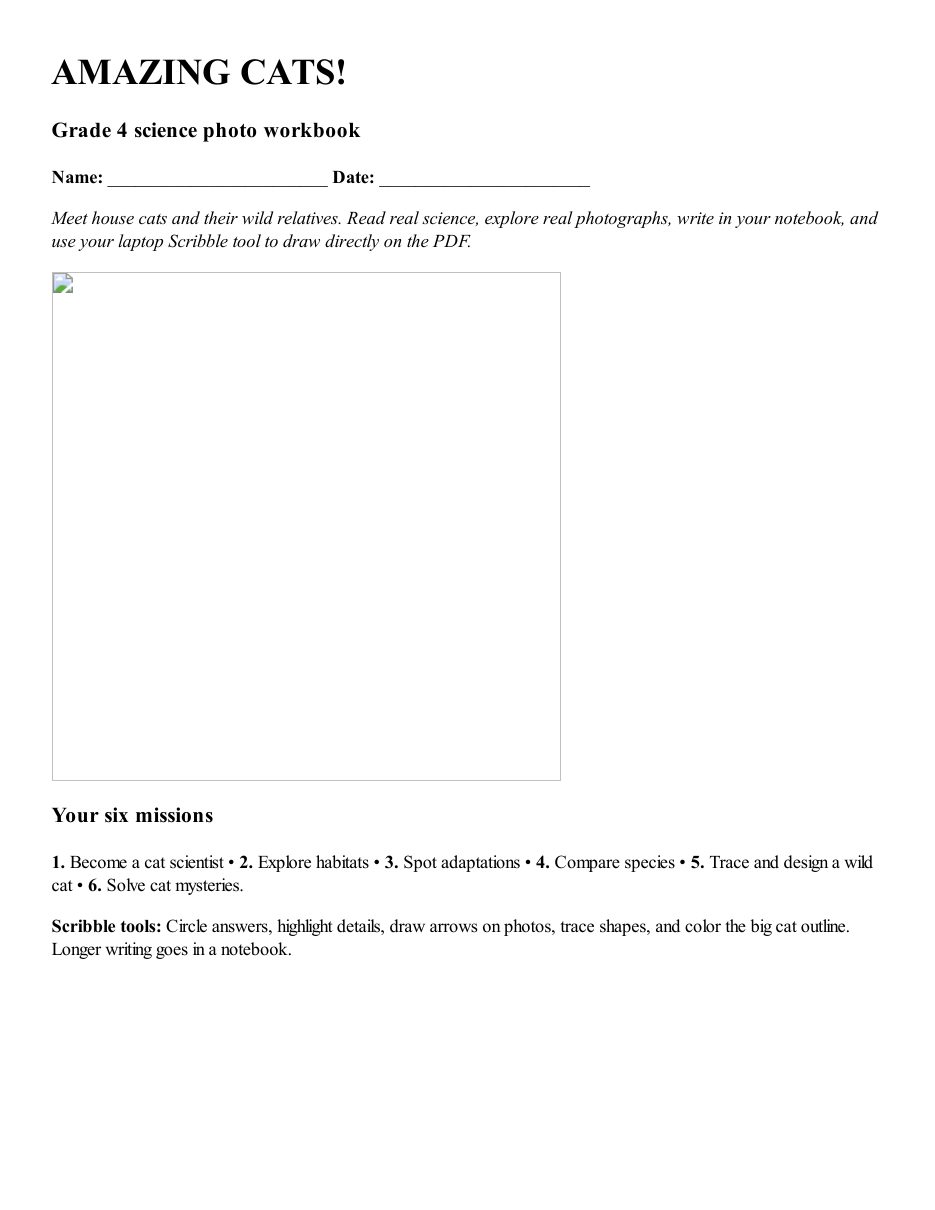 AMAZING CATS!
Grade 4 science photo workbook
Name: ________________________ Date: _______________________
Meet house cats and their wild relatives. Read real science, explore real photographs, write in your notebook, and
use your laptop Scribble tool to draw directly on the PDF.
Your six missions
1. Become a cat scientist • 2. Explore habitats • 3. Spot adaptations • 4. Compare species • 5. Trace and design a wild
cat • 6. Solve cat mysteries.
Scribble tools: Circle answers, highlight details, draw arrows on photos, trace shapes, and color the big cat outline.
Longer writing goes in a notebook.